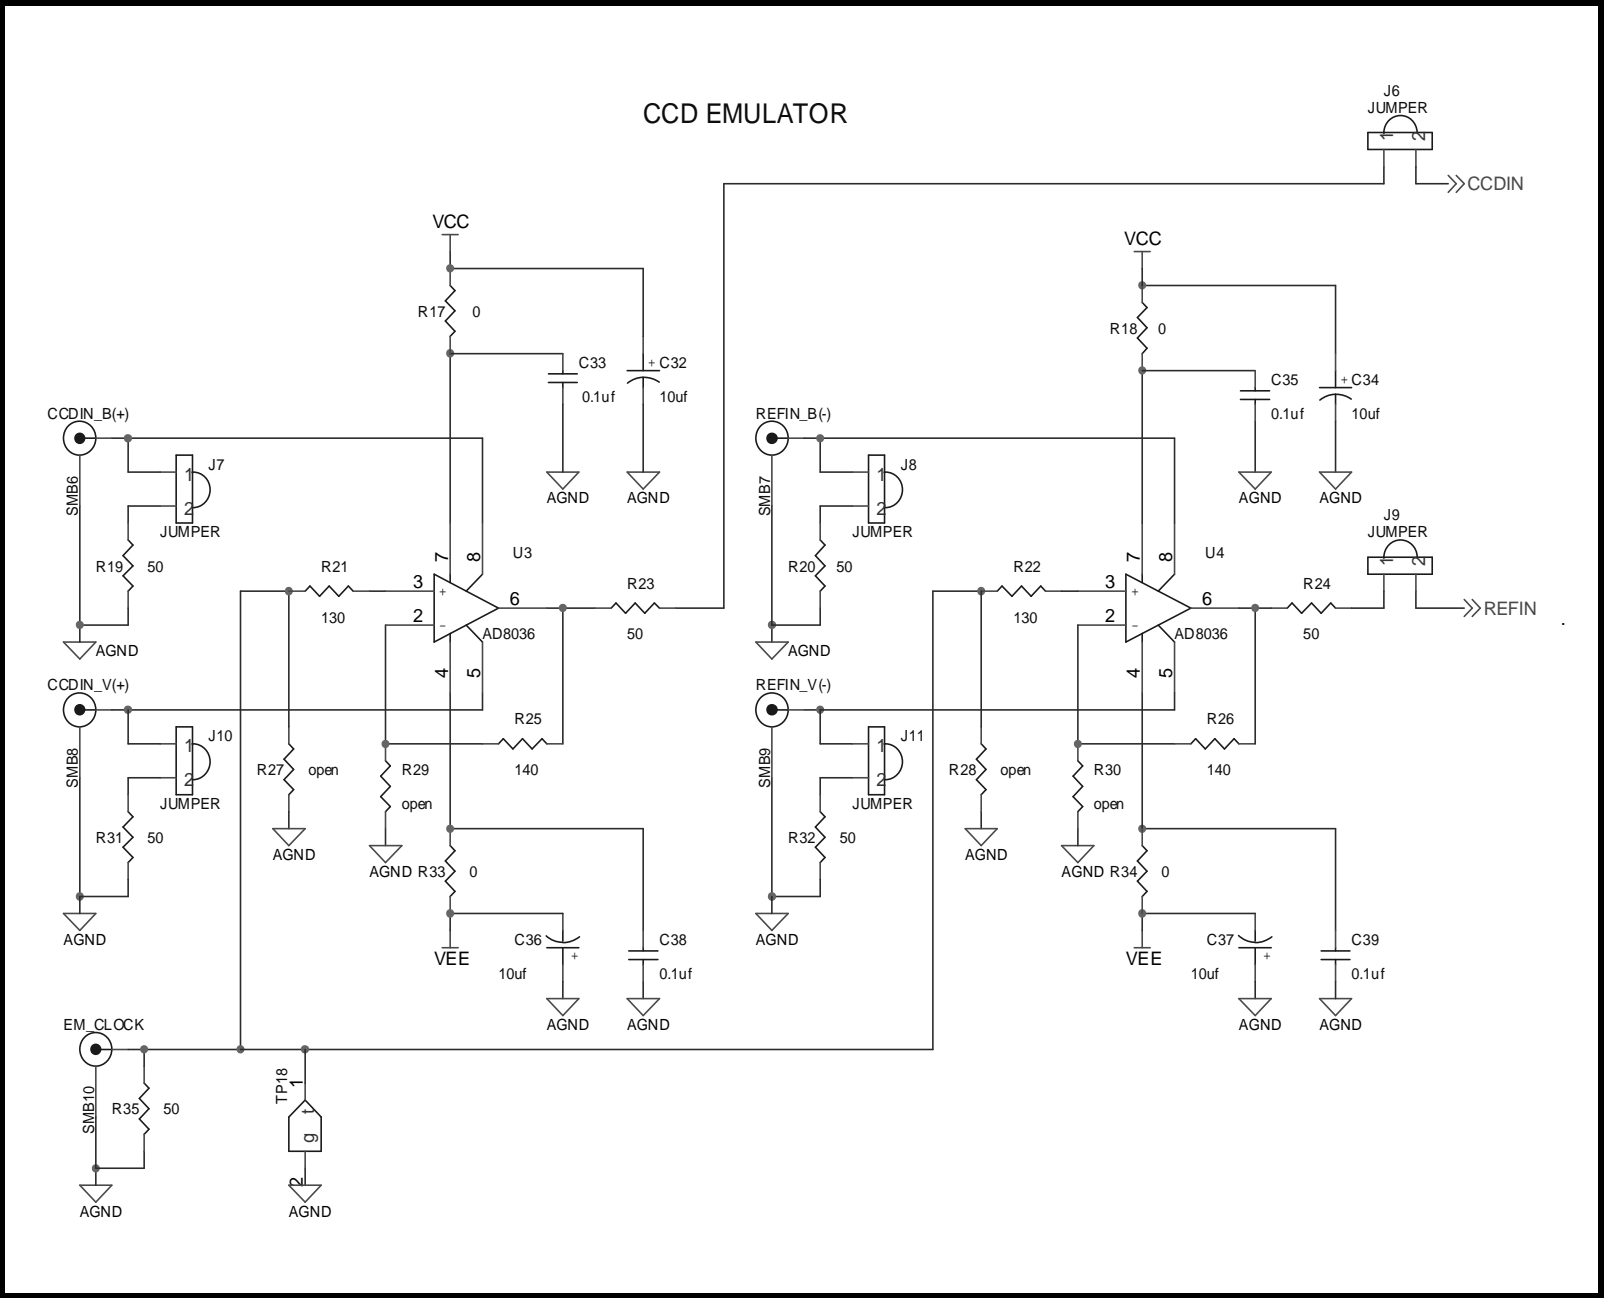 CCD EMULATOR
J6
JUMPER
1 2
CCDIN
VCC
R17 0
C33
0.1uf
+ C32
10uf
AGND
AGND
VCC
R18 0
C35
0.1uf
+ C34
10uf
AGND
AGND
CCDIN_B(+)
SMB6
J7
1
2
JUMPER
R19 50
AGND
REFIN_B(-)
SMB7
J8
1
2
JUMPER
R20 50
AGND
R21
130
7 8
U3
3 +
2 −
6
AD8036
4 5
R23
50
R22
130
7 8
U4
3 +
2 −
6
AD8036
4 5
R24
50
J9
JUMPER
1 2
REFIN
.
CCDIN_V(+)
SMB8
J10
1
2
JUMPER
R31 50
AGND
R27 open
AGND
R29
open
AGND
R25
140
REFIN_V(-)
SMB9
J11
1
2
JUMPER
R32 50
AGND
R28 open
AGND
R30
open
AGND
R26
140
R33 0
VEE
C36
10uf
+
AGND
C38
0.1uf
AGND
R34 0
VEE
C37
10uf
+
AGND
C39
0.1uf
AGND
EM_CLOCK
SMB10
R35 50
AGND
TP18
1
t
g
2
AGND